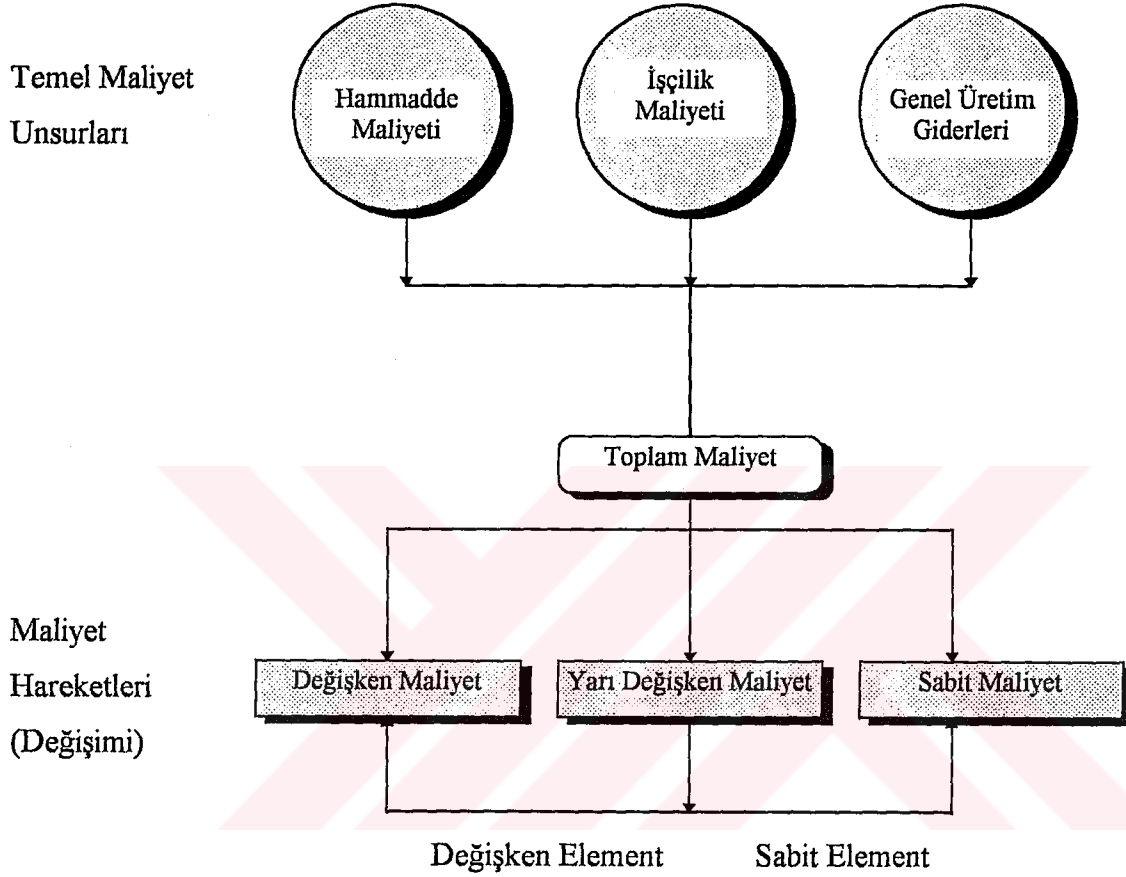 Temel Maliyet
Unsurları
Hammadde
Maliyeti
İşçilik
Maliyeti
Genel Üretim
Giderleri
Toplam Maliyet
Maliyet
Hareketleri
(Değişimi)
Değişken Maliyet
Yarı Değişken Maliyet
Sabit Maliyet
Değişken Element
Sabit Element